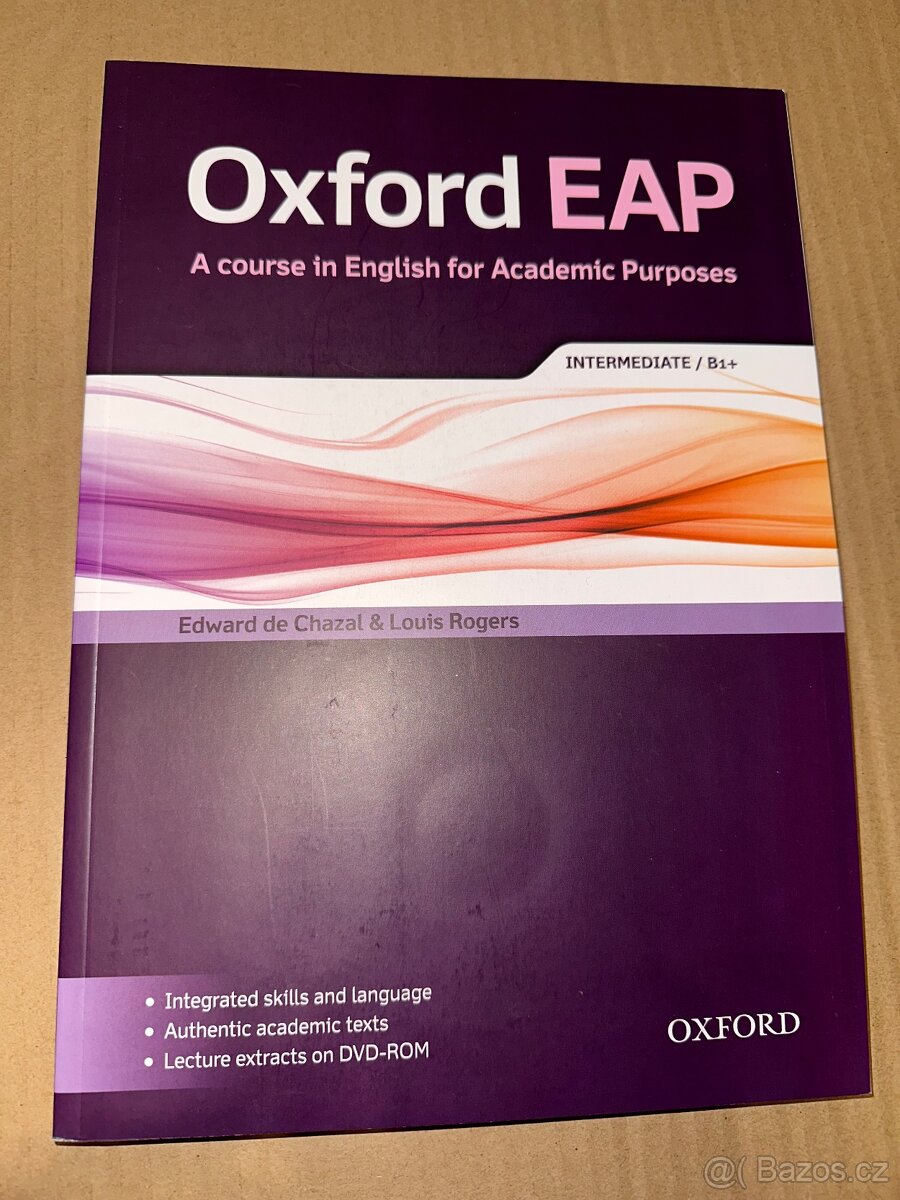 Oxford EAP
A course in English for Academic Purposes
INTERMEDIATE / B1+
Edward de Chazal & Louis Rogers
• Integrated skills and language
• Authentic academic texts
• Lecture extracts on DVD-ROM
OXFORD
@( Bazos.cz